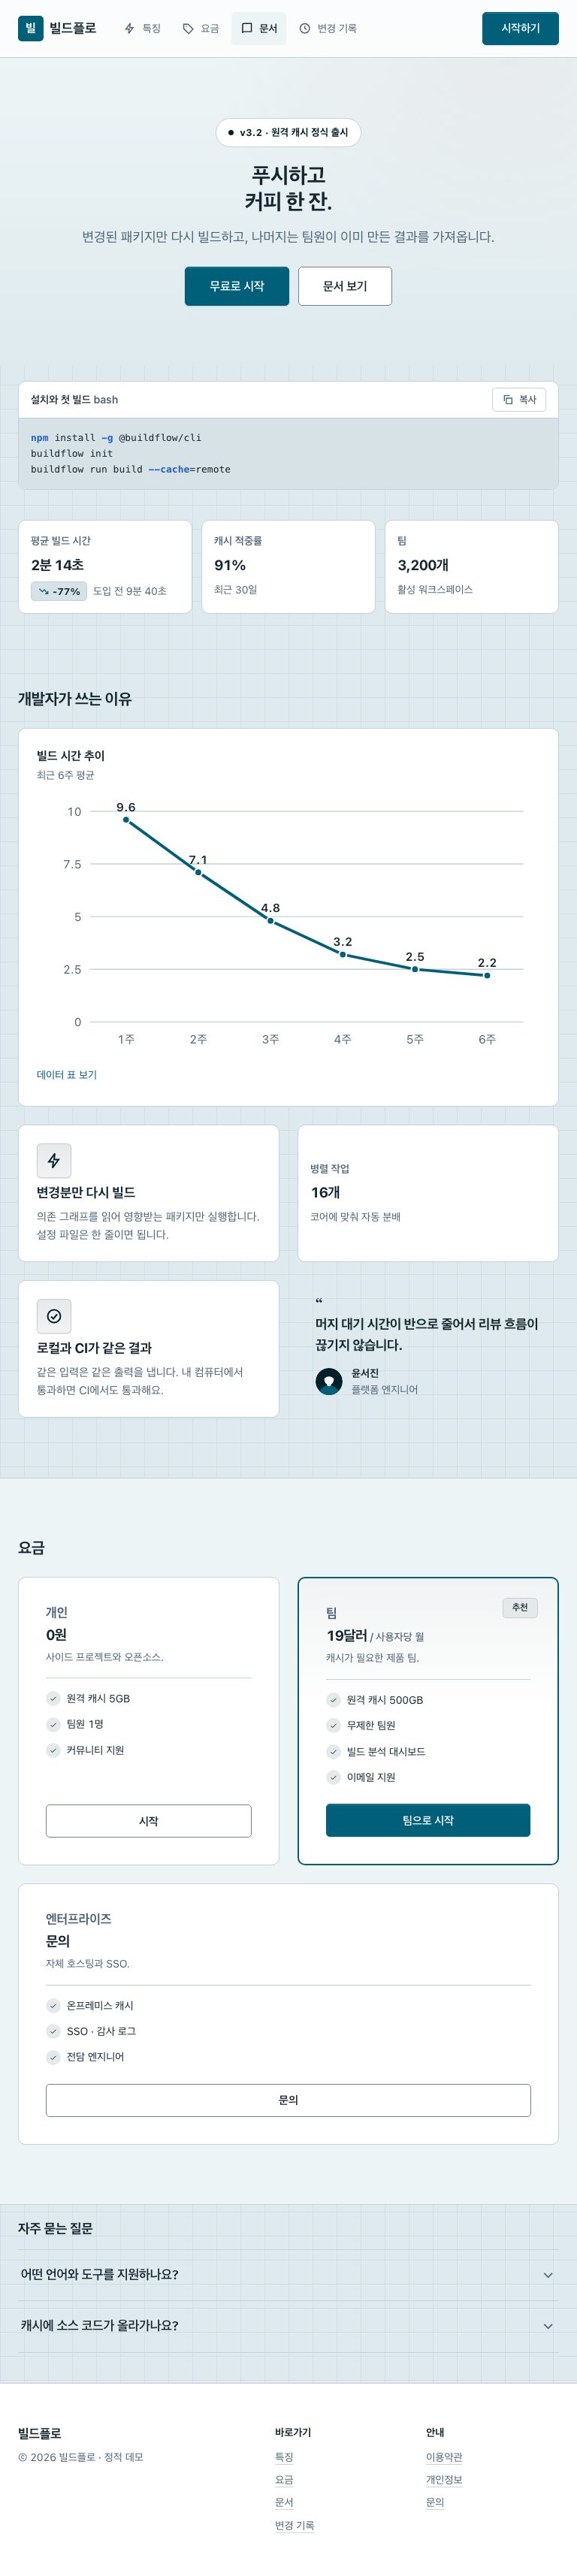 빌 빌드플로 특징 요금 문서 변경 기록 시작하기
v3.2 · 원격 캐시 정식 출시
푸시하고
커피 한 잔.
변경된 패키지만 다시 빌드하고, 나머지는 팀원이 이미 만든 결과를 가져옵니다.
무료로 시작 문서 보기
설치와 첫 빌드 bash 복사
npm install -g @buildflow/cli
buildflow init
buildflow run build --cache=remote
평균 빌드 시간
2분 14초
-77% 도입 전 9분 40초
캐시 적중률
91%
최근 30일
팀
3,200개
활성 워크스페이스
개발자가 쓰는 이유
빌드 시간 추이
최근 6주 평균
10
7.5
5
2.5
0
9.6
7.1
4.8
3.2
2.5
2.2
1주 2주 3주 4주 5주 6주
데이터 표 보기
변경분만 다시 빌드
의존 그래프를 읽어 영향받는 패키지만 실행합니다.
설정 파일은 한 줄이면 됩니다.
병렬 작업
16개
코어에 맞춰 자동 분배
로컬과 CI가 같은 결과
같은 입력은 같은 출력을 냅니다. 내 컴퓨터에서
통과하면 CI에서도 통과해요.
“
머지 대기 시간이 반으로 줄어서 리뷰 흐름이
끊기지 않습니다.
윤서진
플랫폼 엔지니어
요금
개인
0원
사이드 프로젝트와 오픈소스.
원격 캐시 5GB
팀원 1명
커뮤니티 지원
시작
추천
팀
19달러 / 사용자당 월
캐시가 필요한 제품 팀.
원격 캐시 500GB
무제한 팀원
빌드 분석 대시보드
이메일 지원
팀으로 시작
엔터프라이즈
문의
자체 호스팅과 SSO.
온프레미스 캐시
SSO · 감사 로그
전담 엔지니어
문의
자주 묻는 질문
어떤 언어와 도구를 지원하나요?
캐시에 소스 코드가 올라가나요?
빌드플로
© 2026 빌드플로 · 정적 데모
바로가기
특징
요금
문서
변경 기록
안내
이용약관
개인정보
문의